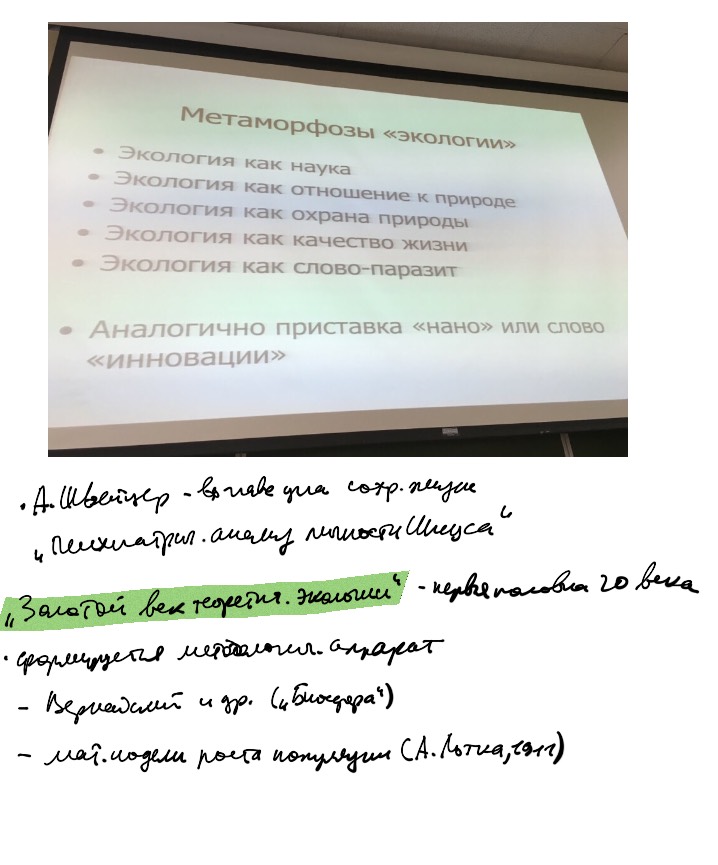 Метаморфозы «экологии»
• Экология как наука
• Экология как отношение к природе
• Экология как охрана природы
• Экология как качество жизни
• Экология как слово-паразит
• Аналогично приставка «нано» или слово
«инновации»
• А. Швейцер - во главе угла сохр. жизни
„Психиатрич. анализ личности Иисуса"
„Золотой век теоретич. экологии" - первая половина 20 века
• формируется методологич. аппарат
- Вернадский и др. („Биосфера")
- мат. модели роста популяции (А. Лотка, 1911)